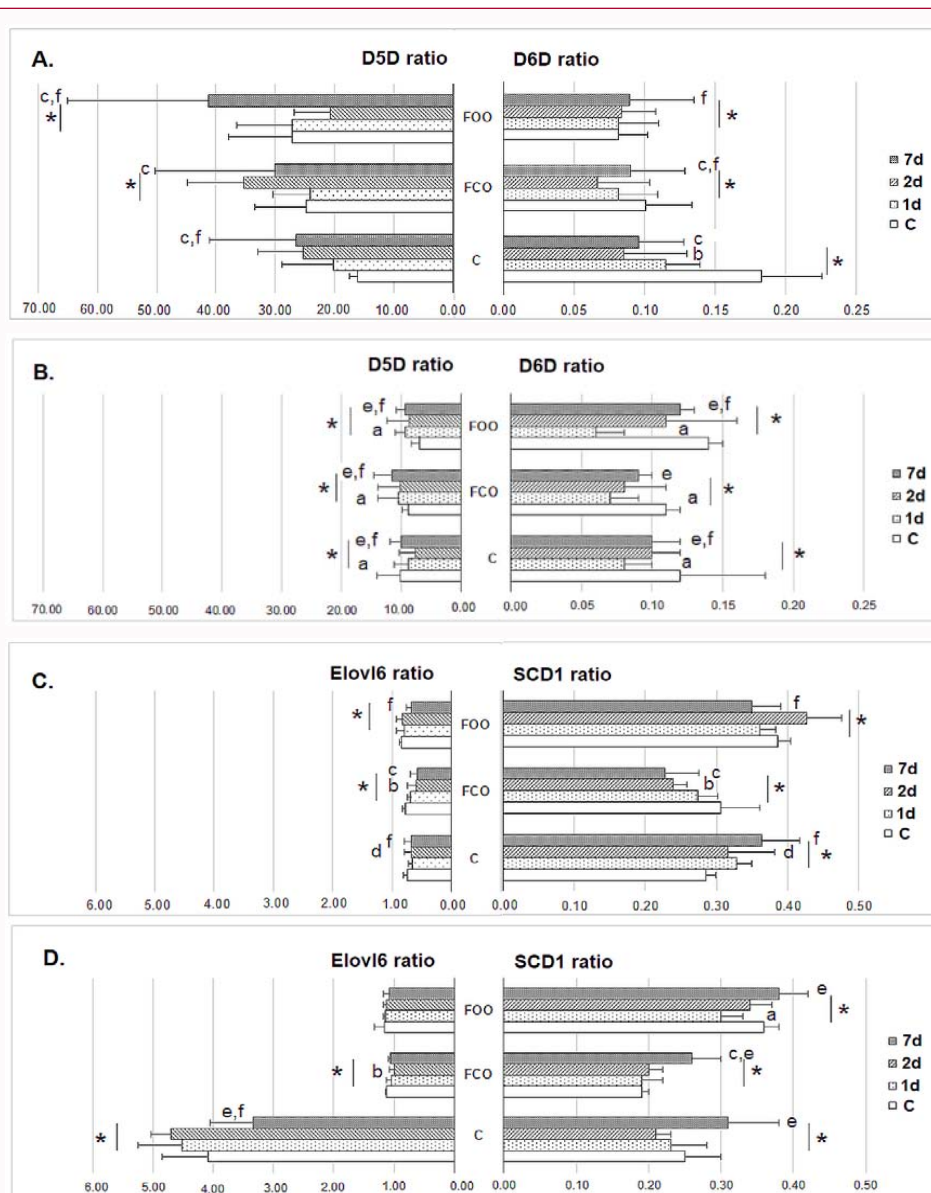 A.
D5D ratio D6D ratio
c,f
*
FOO
f
*
c
*
FCO
c,f
*
c,f
C
c
b
*
7d
2d
1d
C
70.00 60.00 50.00 40.00 30.00 20.00 10.00 0.00 0.00 0.05 0.10 0.15 0.20 0.25
B.
D5D ratio D6D ratio
* e,f
a
FOO
e,f
a
*
* e,f
a
FCO
e
a
*
* e,f
a
C
e,f
a
*
7d
2d
1d
C
70.00 60.00 50.00 40.00 30.00 20.00 10.00 0.00 0.00 0.05 0.10 0.15 0.20 0.25
C.
Elovl6 ratio SCD1 ratio
* f
FOO
f
*
* c
b
FCO
c
b
*
f
d
C
f
d
*
7d
2d
1d
C
6.00 5.00 4.00 3.00 2.00 1.00 0.00 0.00 0.10 0.20 0.30 0.40 0.50
D.
Elovl6 ratio SCD1 ratio
FOO
e
a
*
* b
FCO
c,e
*
e,f
*
C
e
*
7d
2d
1d
C
6.00 5.00 4.00 3.00 2.00 1.00 0.00 0.00 0.10 0.20 0.30 0.40 0.50